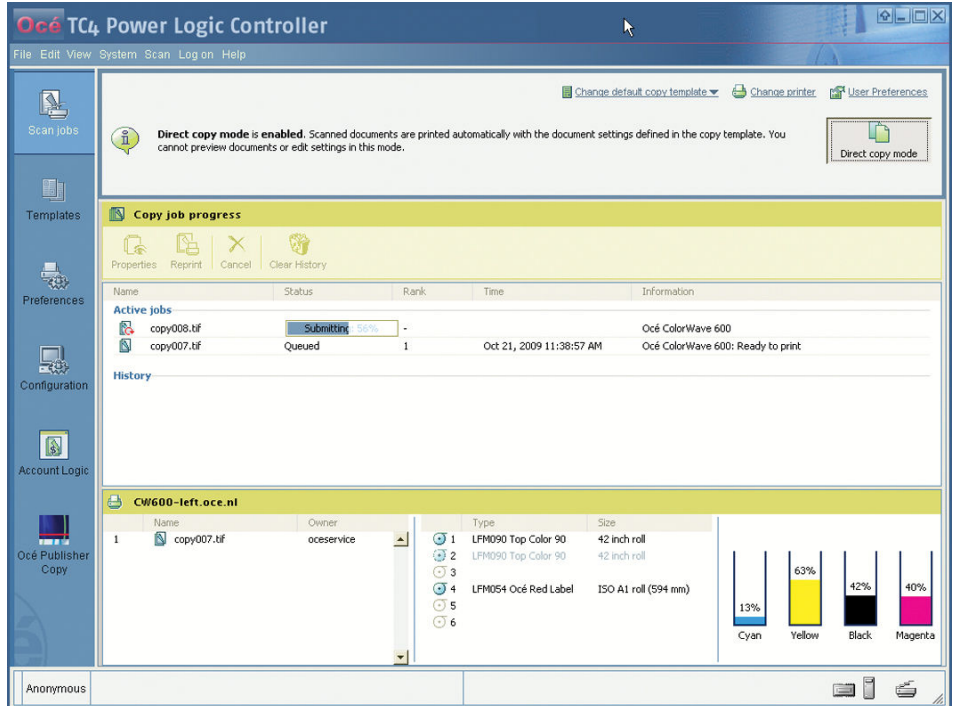 Océ TC4 Power Logic Controller
File Edit View System Scan Log on Help
Scan jobs
Templates
Preferences
Configuration
Account Logic
Océ Publisher
Copy
Change default copy template Change printer User Preferences
Direct copy mode is enabled. Scanned documents are printed automatically with the document settings defined in the copy template. You
cannot preview documents or edit settings in this mode.
Direct copy mode
Copy job progress
Properties Reprint Cancel Clear History
Name Status Rank Time Information
Active jobs
copy008.tif Submitting: 56% - Océ ColorWave 600
copy007.tif Queued 1 Oct 21, 2009 11:38:57 AM Océ ColorWave 600: Ready to print
History
CW600-left.oce.nl
Name Owner
1 copy007.tif oceservice
Type Size
1 LFM090 Top Color 90 42 inch roll
2 LFM090 Top Color 90 42 inch roll
3
4 LFM054 Océ Red Label ISO A1 roll (594 mm)
5
6
13% 63% 42% 40%
Cyan Yellow Black Magenta
Anonymous